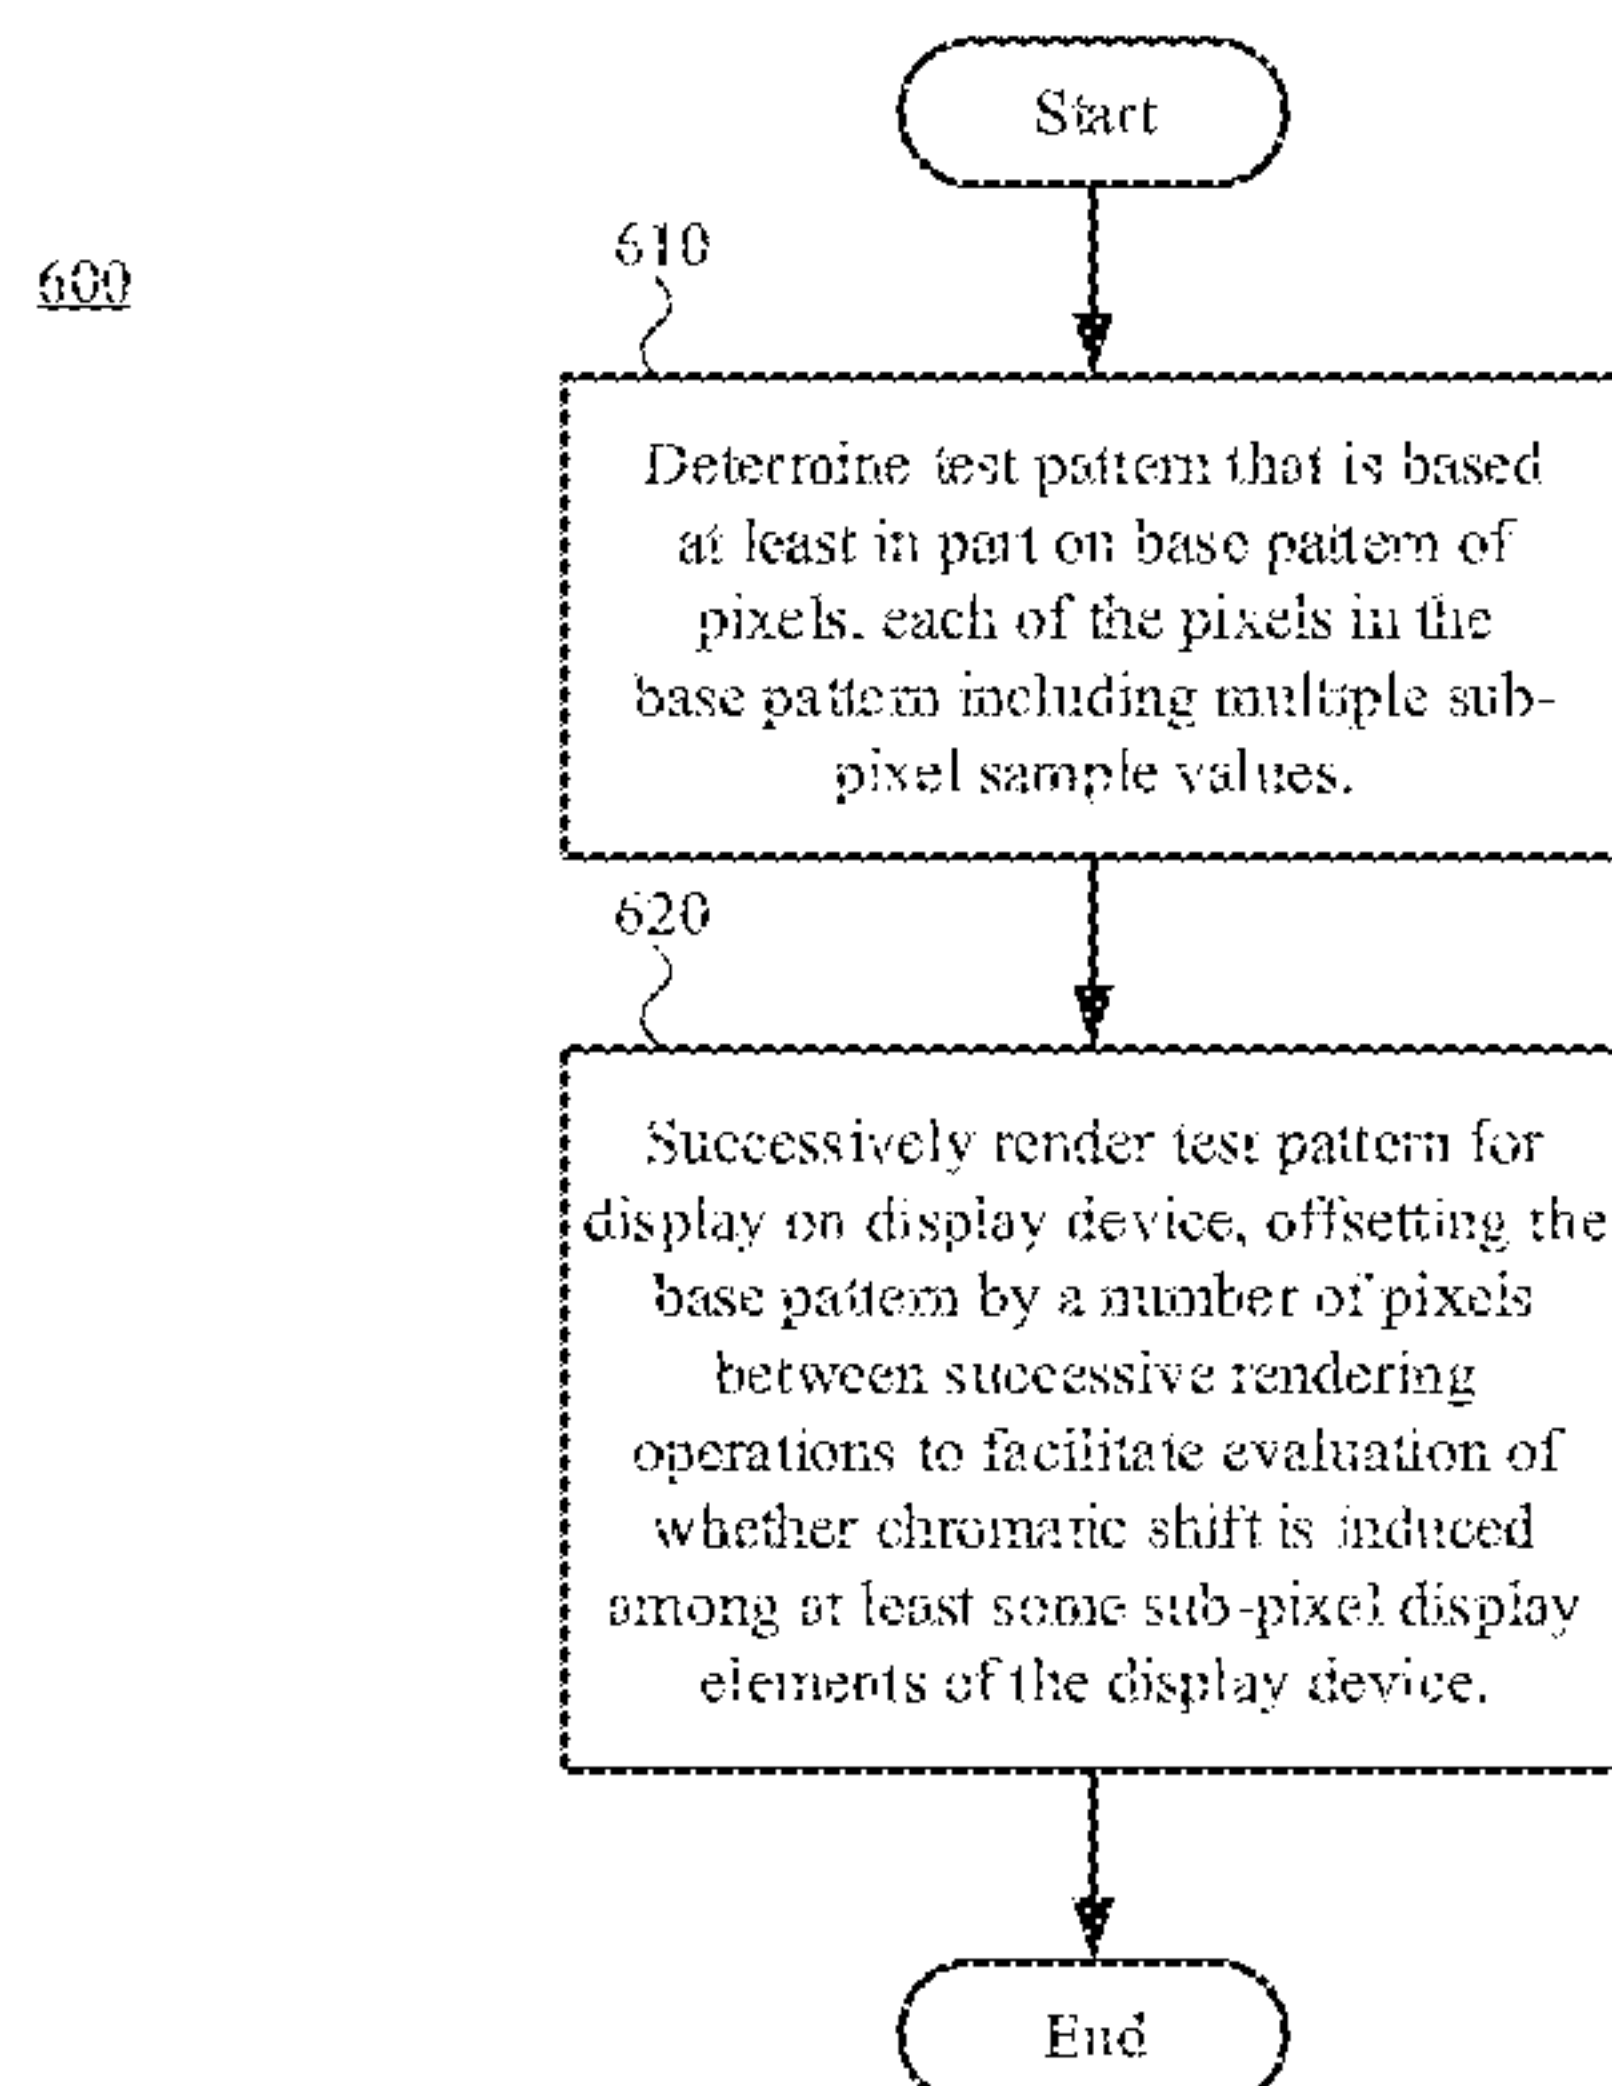 Start
610
600
Determine test pattern that is based
at least in part on base pattern of
pixels, each of the pixels in the
base pattern including multiple sub-
pixel sample values.
620
Successively render test pattern for
display on display device, offsetting the
base pattern by a number of pixels
between successive rendering
operations to facilitate evaluation of
whether chromatic shift is induced
among at least some sub-pixel display
elements of the display device.
End